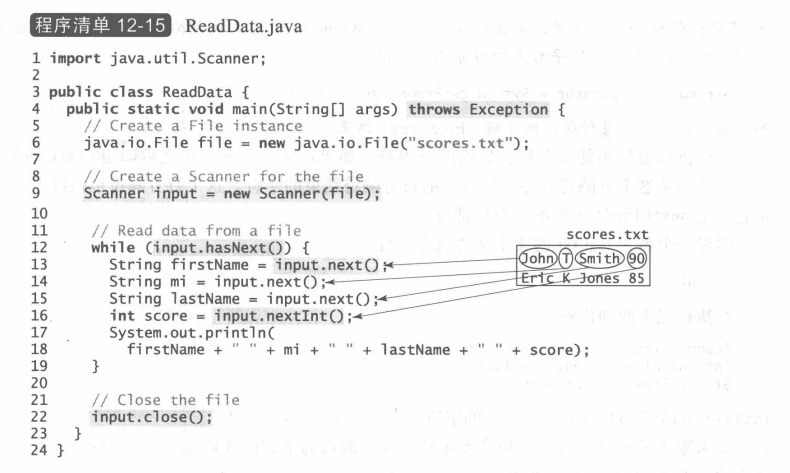 程序清单 12-15 ReadData.java
1 import java.util.Scanner;
2
3 public class ReadData {
4   public static void main(String[] args) throws Exception {
5     // Create a File instance
6     java.io.File file = new java.io.File("scores.txt");
7
8     // Create a Scanner for the file
9     Scanner input = new Scanner(file);
10
11     // Read data from a file
12     while (input.hasNext()) {
13       String firstName = input.next();
14       String mi = input.next();
15       String lastName = input.next();
16       int score = input.nextInt();
17       System.out.println(
18         firstName + " " + mi + " " + lastName + " " + score);
19     }
20
21     // Close the file
22     input.close();
23   }
24 }
scores.txt
John T Smith 90
Eric K Jones 85